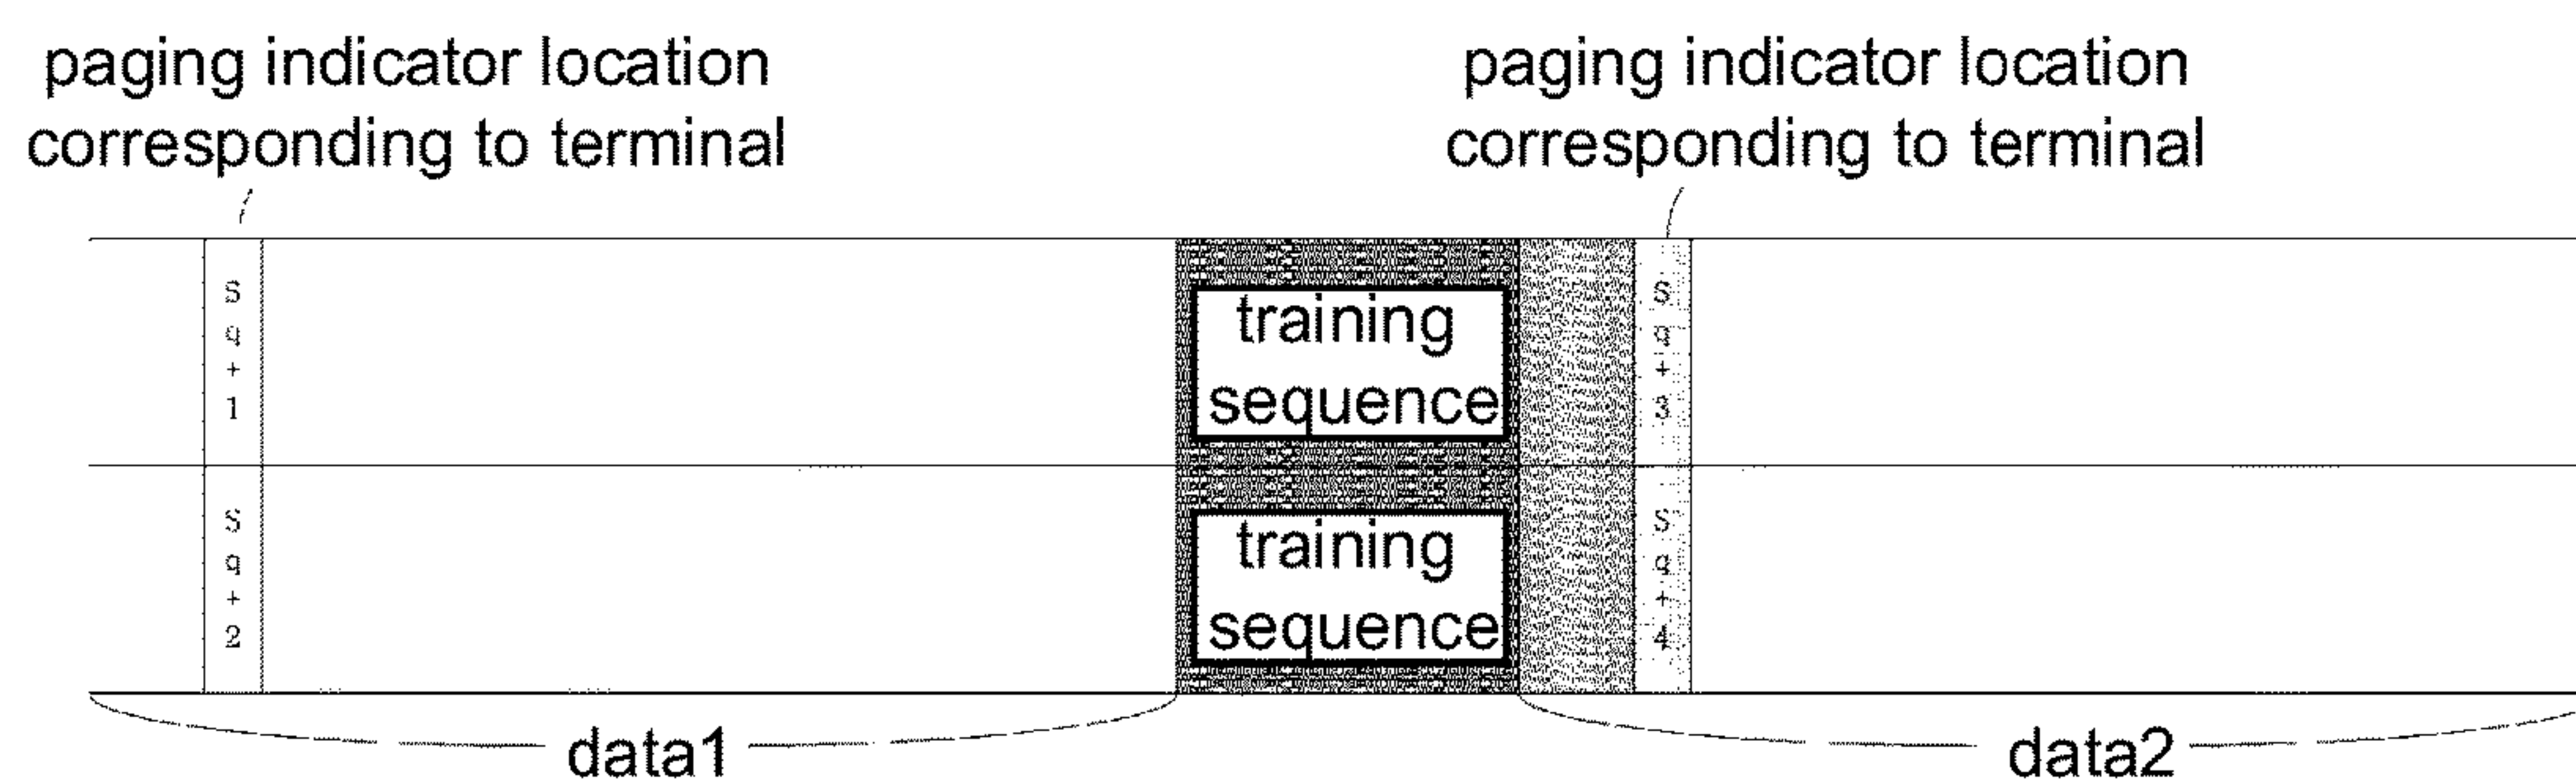 paging indicator location
corresponding to terminal
paging indicator location
corresponding to terminal
S
q
+
1
training
sequence
S
q
+
3
S
q
+
2
training
sequence
S
q
+
4
data1
data2